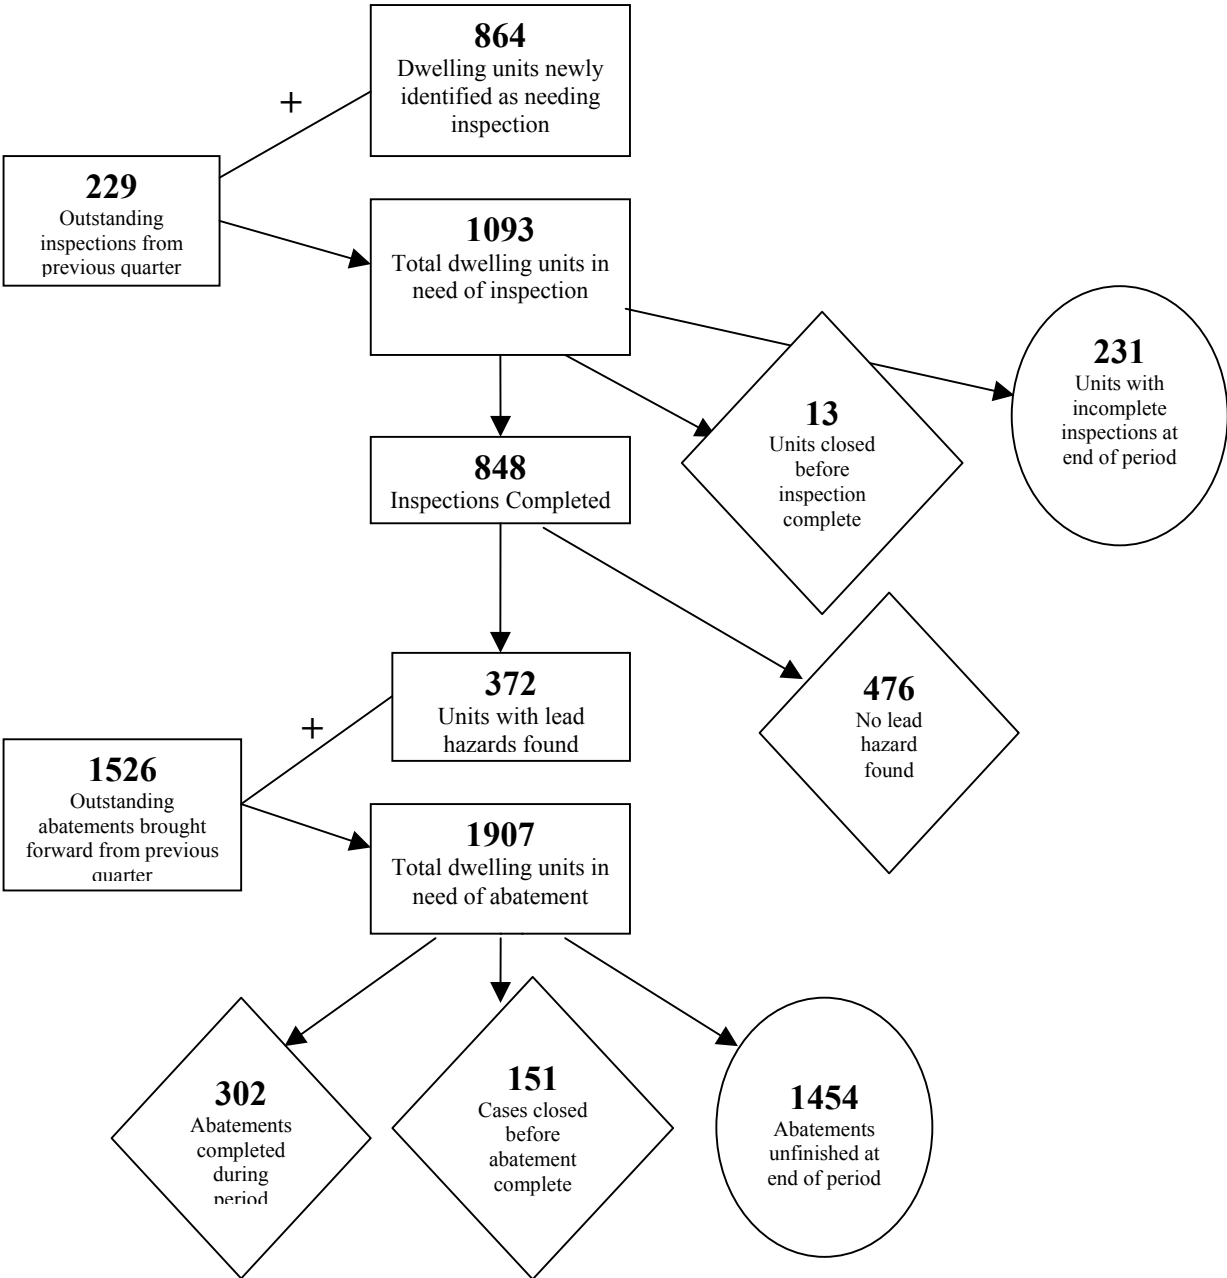 864
Dwelling units newly
identified as needing
inspection
+
229
Outstanding
inspections from
previous quarter
1093
Total dwelling units in
need of inspection
231
Units with
incomplete
inspections at
end of period
13
Units closed
before
inspection
complete
848
Inspections Completed
372
Units with lead
hazards found
476
No lead
hazard
found
+
1526
Outstanding
abatements brought
forward from previous
quarter
1907
Total dwelling units in
need of abatement
302
Abatements
completed
during
period
151
Cases closed
before
abatement
complete
1454
Abatements
unfinished at
end of period